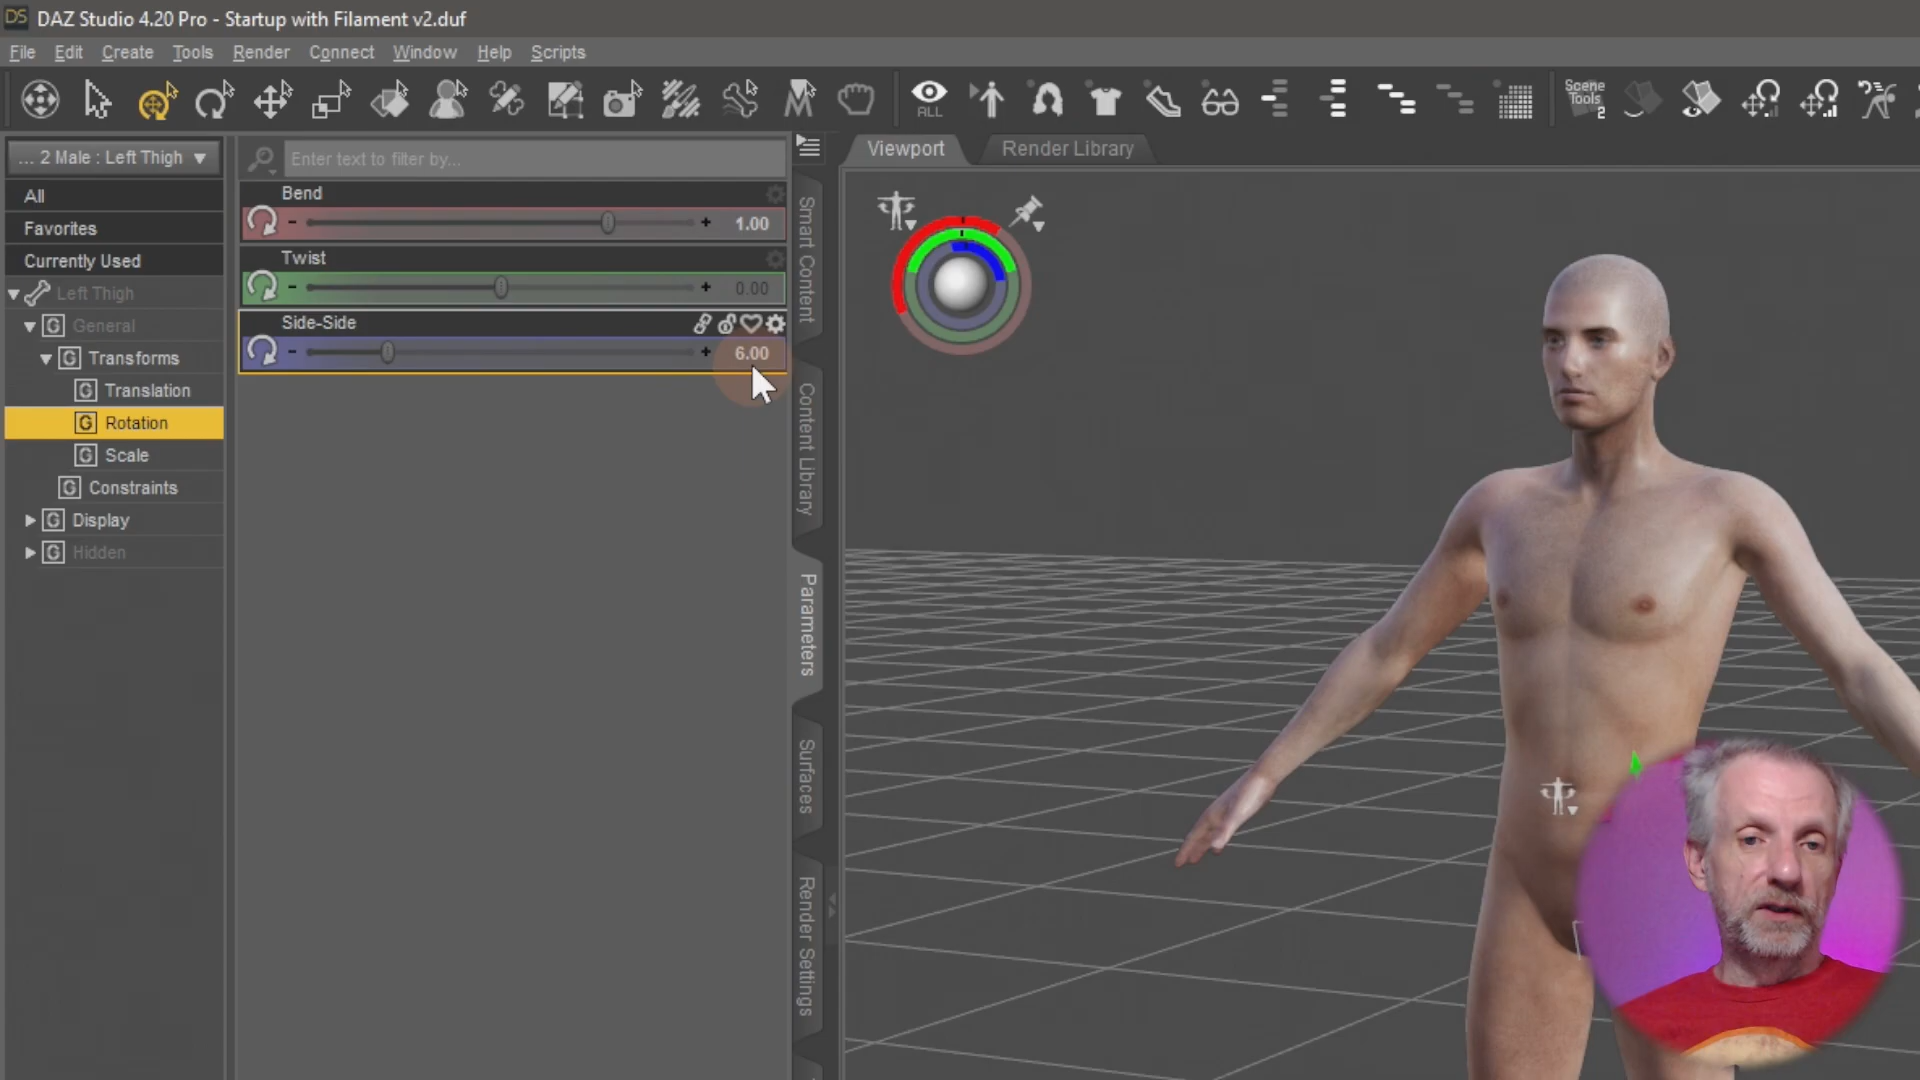 DS DAZ Studio 4.20 Pro - Startup with Filament v2.duf
File Edit Create Tools Render Connect Window Help Scripts
ALL
Scene
Tools
2
... 2 Male : Left Thigh
Enter text to filter by...
Viewport
Render Library
All
Favorites
Currently Used
Left Thigh
G General
G Transforms
G Translation
G Rotation
G Scale
G Constraints
G Display
G Hidden
Bend
- + 1.00
Twist
- + 0.00
Side-Side
- + 6.00
Smart Content
Content Library
Parameters
Surfaces
Render Settings